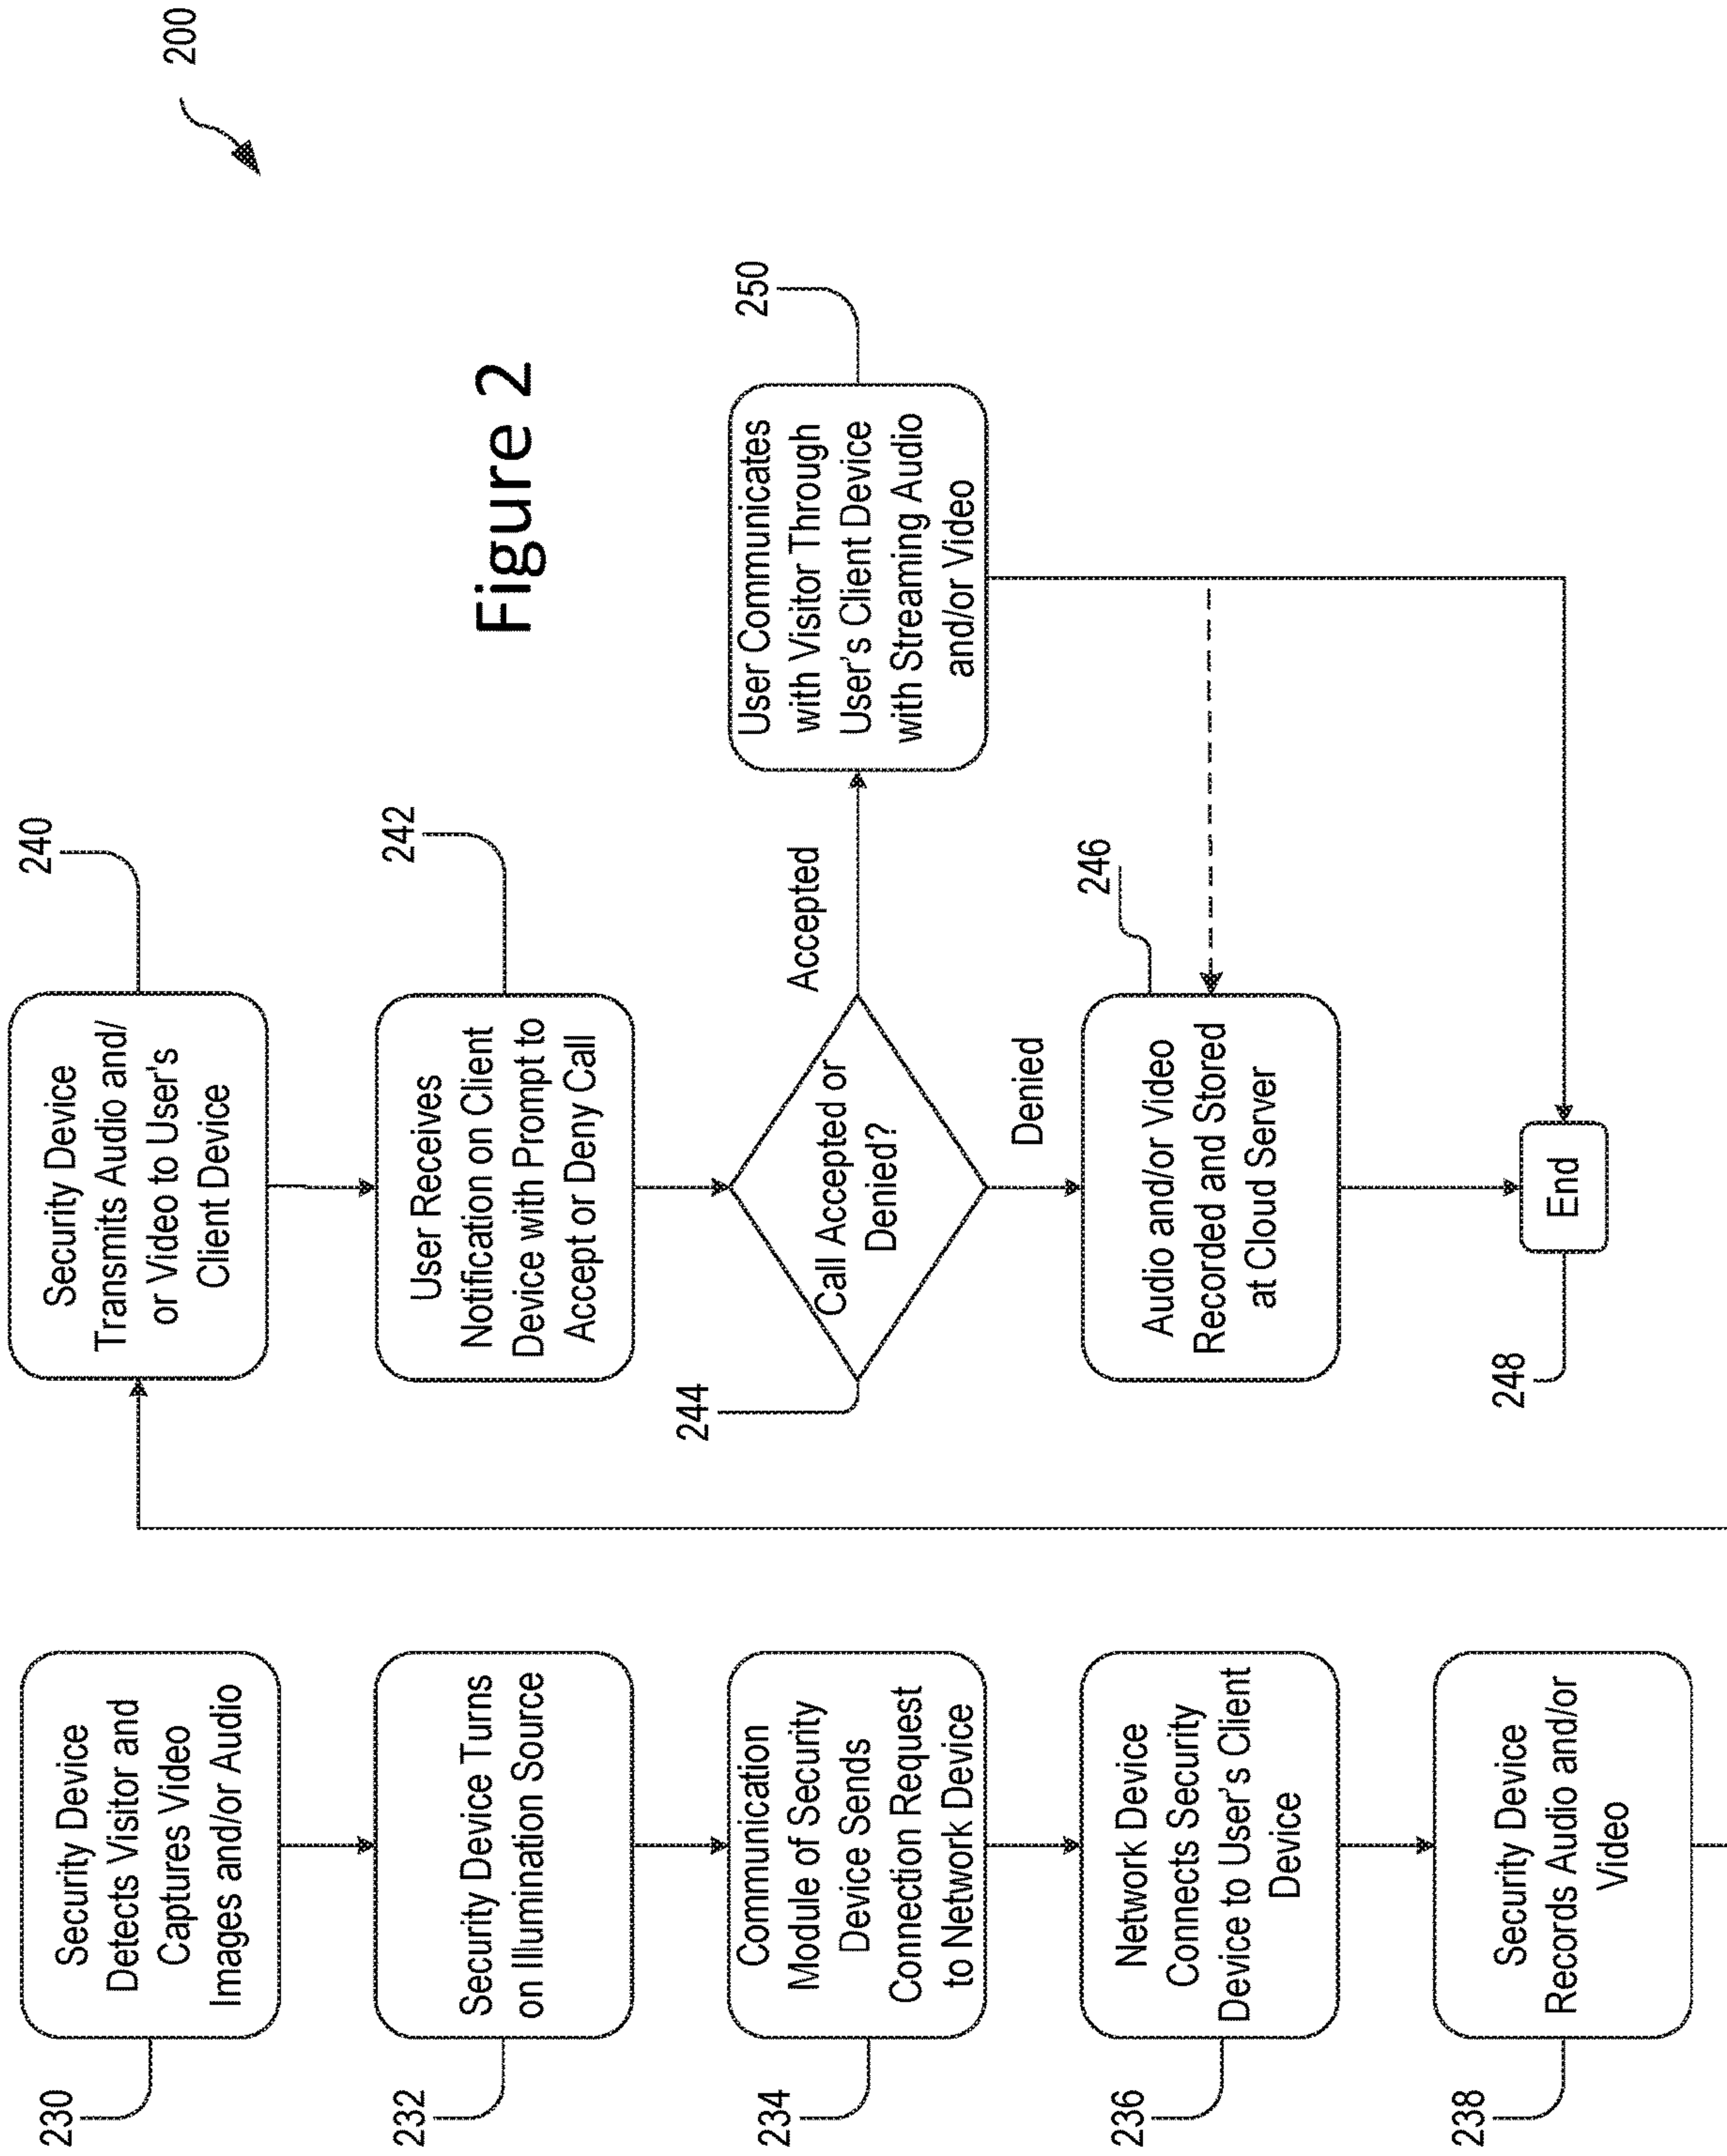 200
230
Security Device
Detects Visitor and
Captures Video
Images and/or Audio
232
Security Device Turns
on Illumination Source
234
Communication
Module of Security
Device Sends
Connection Request
to Network Device
236
Network Device
Connects Security
Device to User's Client
Device
238
Security Device
Records Audio and/or
Video
240
Security Device
Transmits Audio and/
or Video to User's
Client Device
242
User Receives
Notification on Client
Device with Prompt to
Accept or Deny Call
244
Call Accepted or
Denied?
Accepted
Denied
250
User Communicates
with Visitor Through
User's Client Device
with Streaming Audio
and/or Video
246
Audio and/or Video
Recorded and Stored
at Cloud Server
248
End
Figure 2